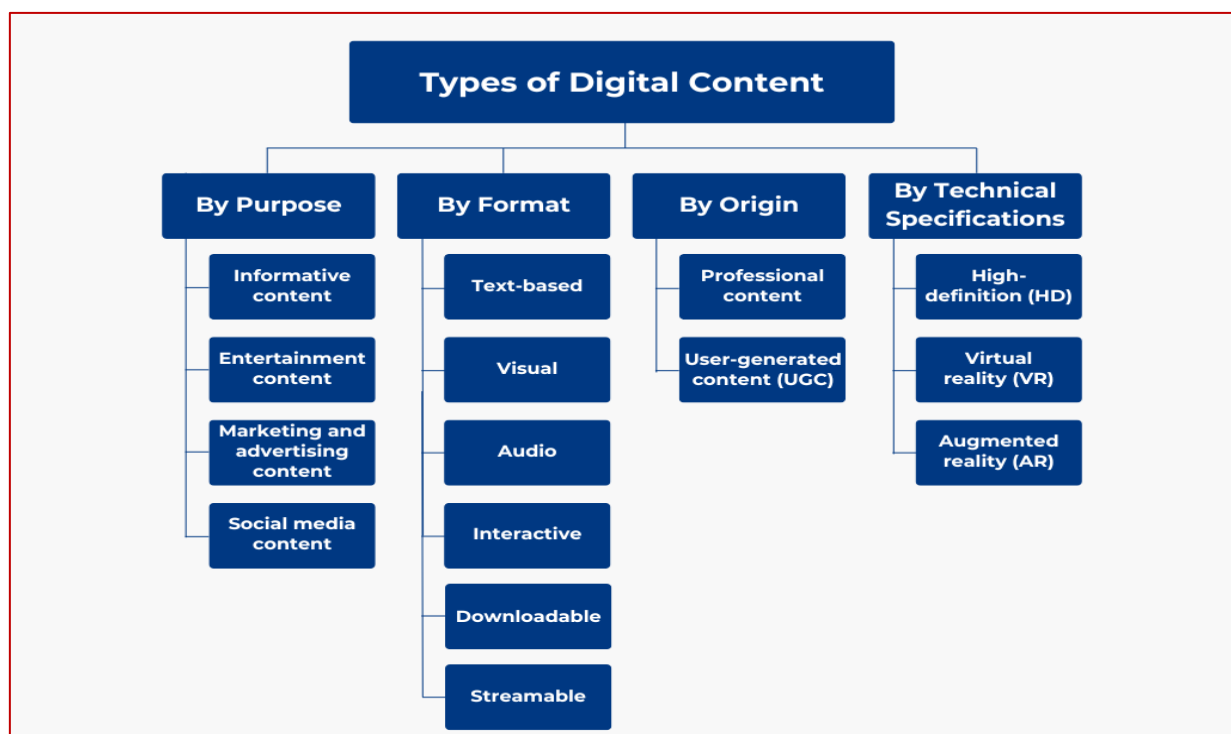 Types of Digital Content
By Purpose
Informative
content
Entertainment
content
Marketing and
advertising
content
Social media
content
By Format
Text-based
Visual
Audio
Interactive
Downloadable
Streamable
By Origin
Professional
content
User-generated
content (UGC)
By Technical
Specifications
High-
definition (HD)
Virtual
reality (VR)
Augmented
reality (AR)